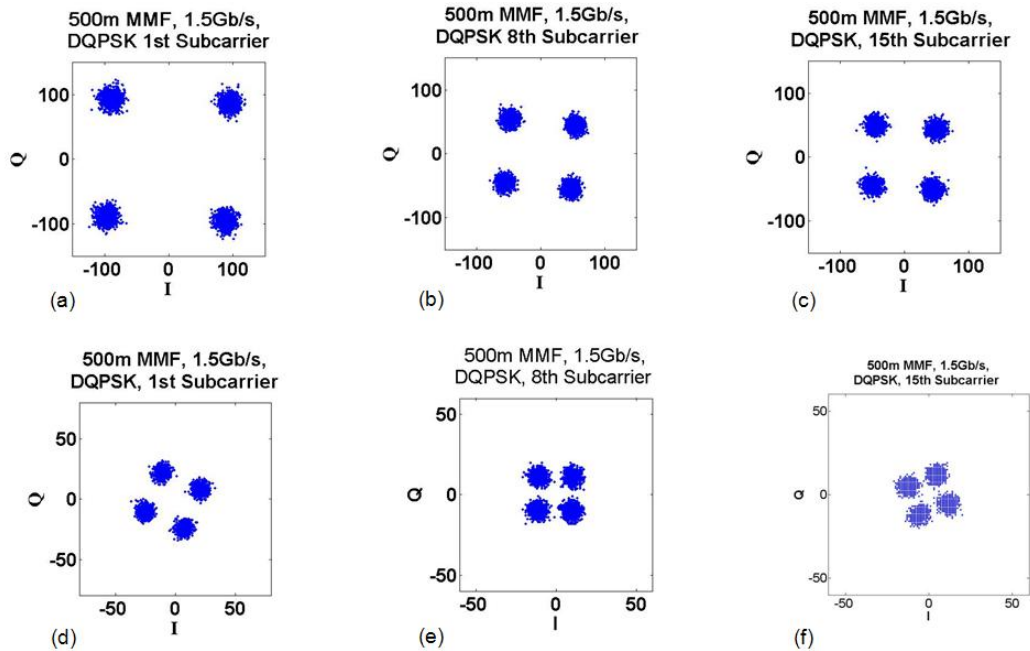 500m MMF, 1.5Gb/s,
DQPSK 1st Subcarrier
100
0
-100
Q
-100 0 100
I
(a)
500m MMF, 1.5Gb/s,
DQPSK 8th Subcarrier
100
0
-100
Q
-100 0 100
I
(b)
500m MMF, 1.5Gb/s,
DQPSK, 15th Subcarrier
100
0
-100
Q
-100 0 100
I
(c)
500m MMF, 1.5Gb/s,
DQPSK, 1st Subcarrier
50
0
-50
Q
-50 0 50
I
(d)
500m MMF, 1.5Gb/s,
DQPSK, 8th Subcarrier
50
0
-50
Q
-50 0 50
I
(e)
500m MMF, 1.5Gb/s,
DQPSK, 15th Subcarrier
50
0
-50
Q
-50 0 50
I
(f)